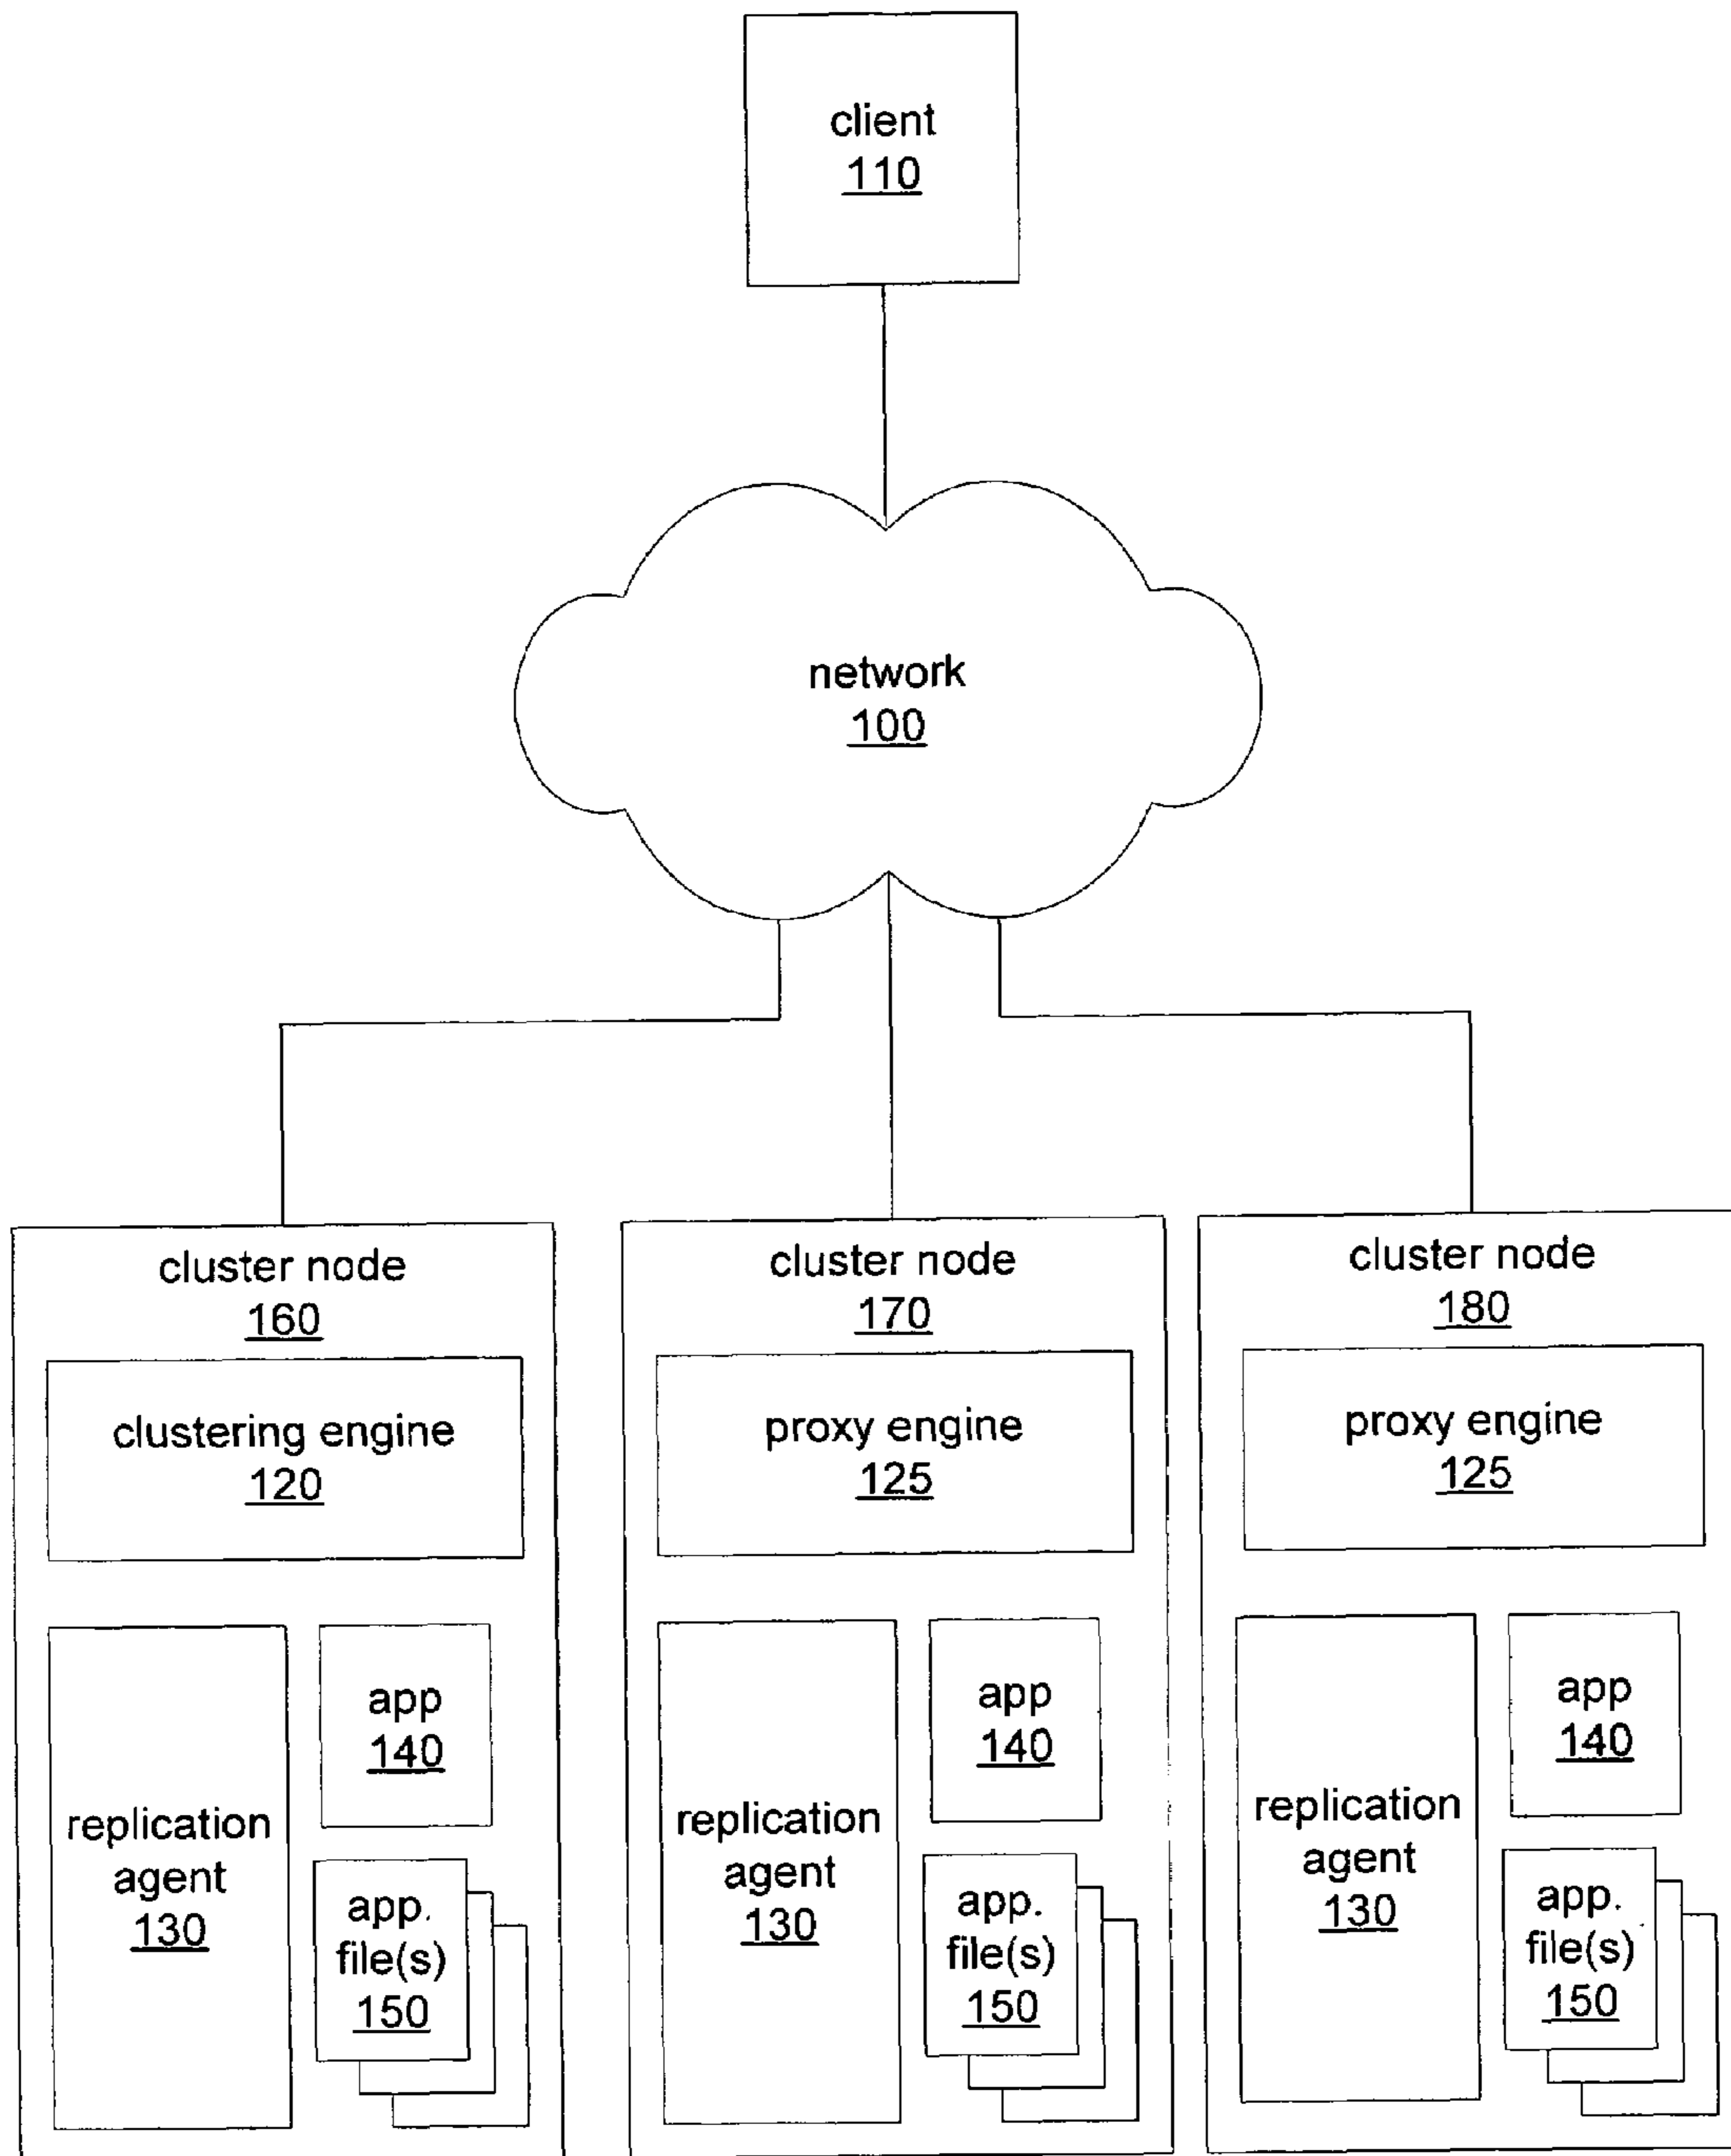 client
110
network
100
cluster node
160
clustering engine
120
replication
agent
130
app
140
app.
file(s)
150
cluster node
170
proxy engine
125
replication
agent
130
app
140
app.
file(s)
150
cluster node
180
proxy engine
125
replication
agent
130
app
140
app.
file(s)
150